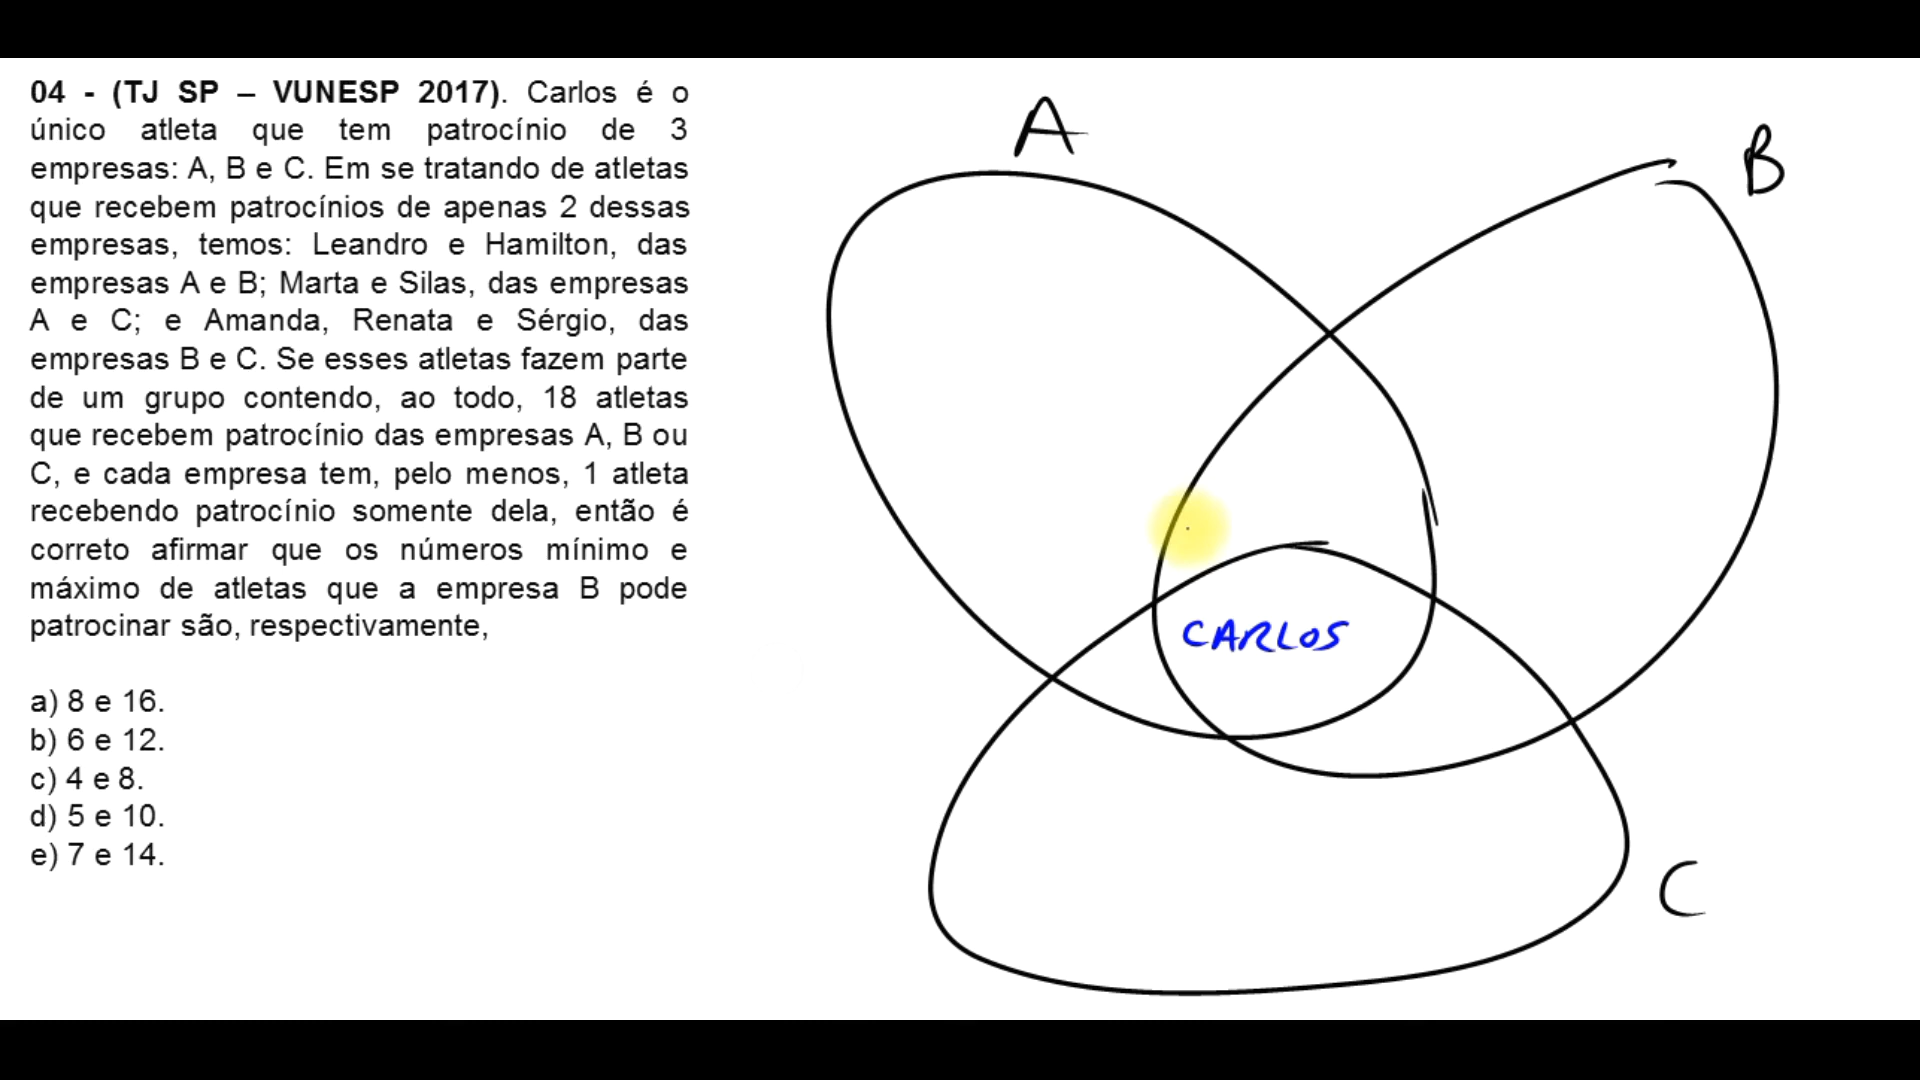 04 - (TJ SP – VUNESP 2017). Carlos é o
único atleta que tem patrocínio de 3
empresas: A, B e C. Em se tratando de atletas
que recebem patrocínios de apenas 2 dessas
empresas, temos: Leandro e Hamilton, das
empresas A e B; Marta e Silas, das empresas
A e C; e Amanda, Renata e Sérgio, das
empresas B e C. Se esses atletas fazem parte
de um grupo contendo, ao todo, 18 atletas
que recebem patrocínio das empresas A, B ou
C, e cada empresa tem, pelo menos, 1 atleta
recebendo patrocínio somente dela, então é
correto afirmar que os números mínimo e
máximo de atletas que a empresa B pode
patrocinar são, respectivamente,
a) 8 e 16.
b) 6 e 12.
c) 4 e 8.
d) 5 e 10.
e) 7 e 14.
A
B
CARLOS
C